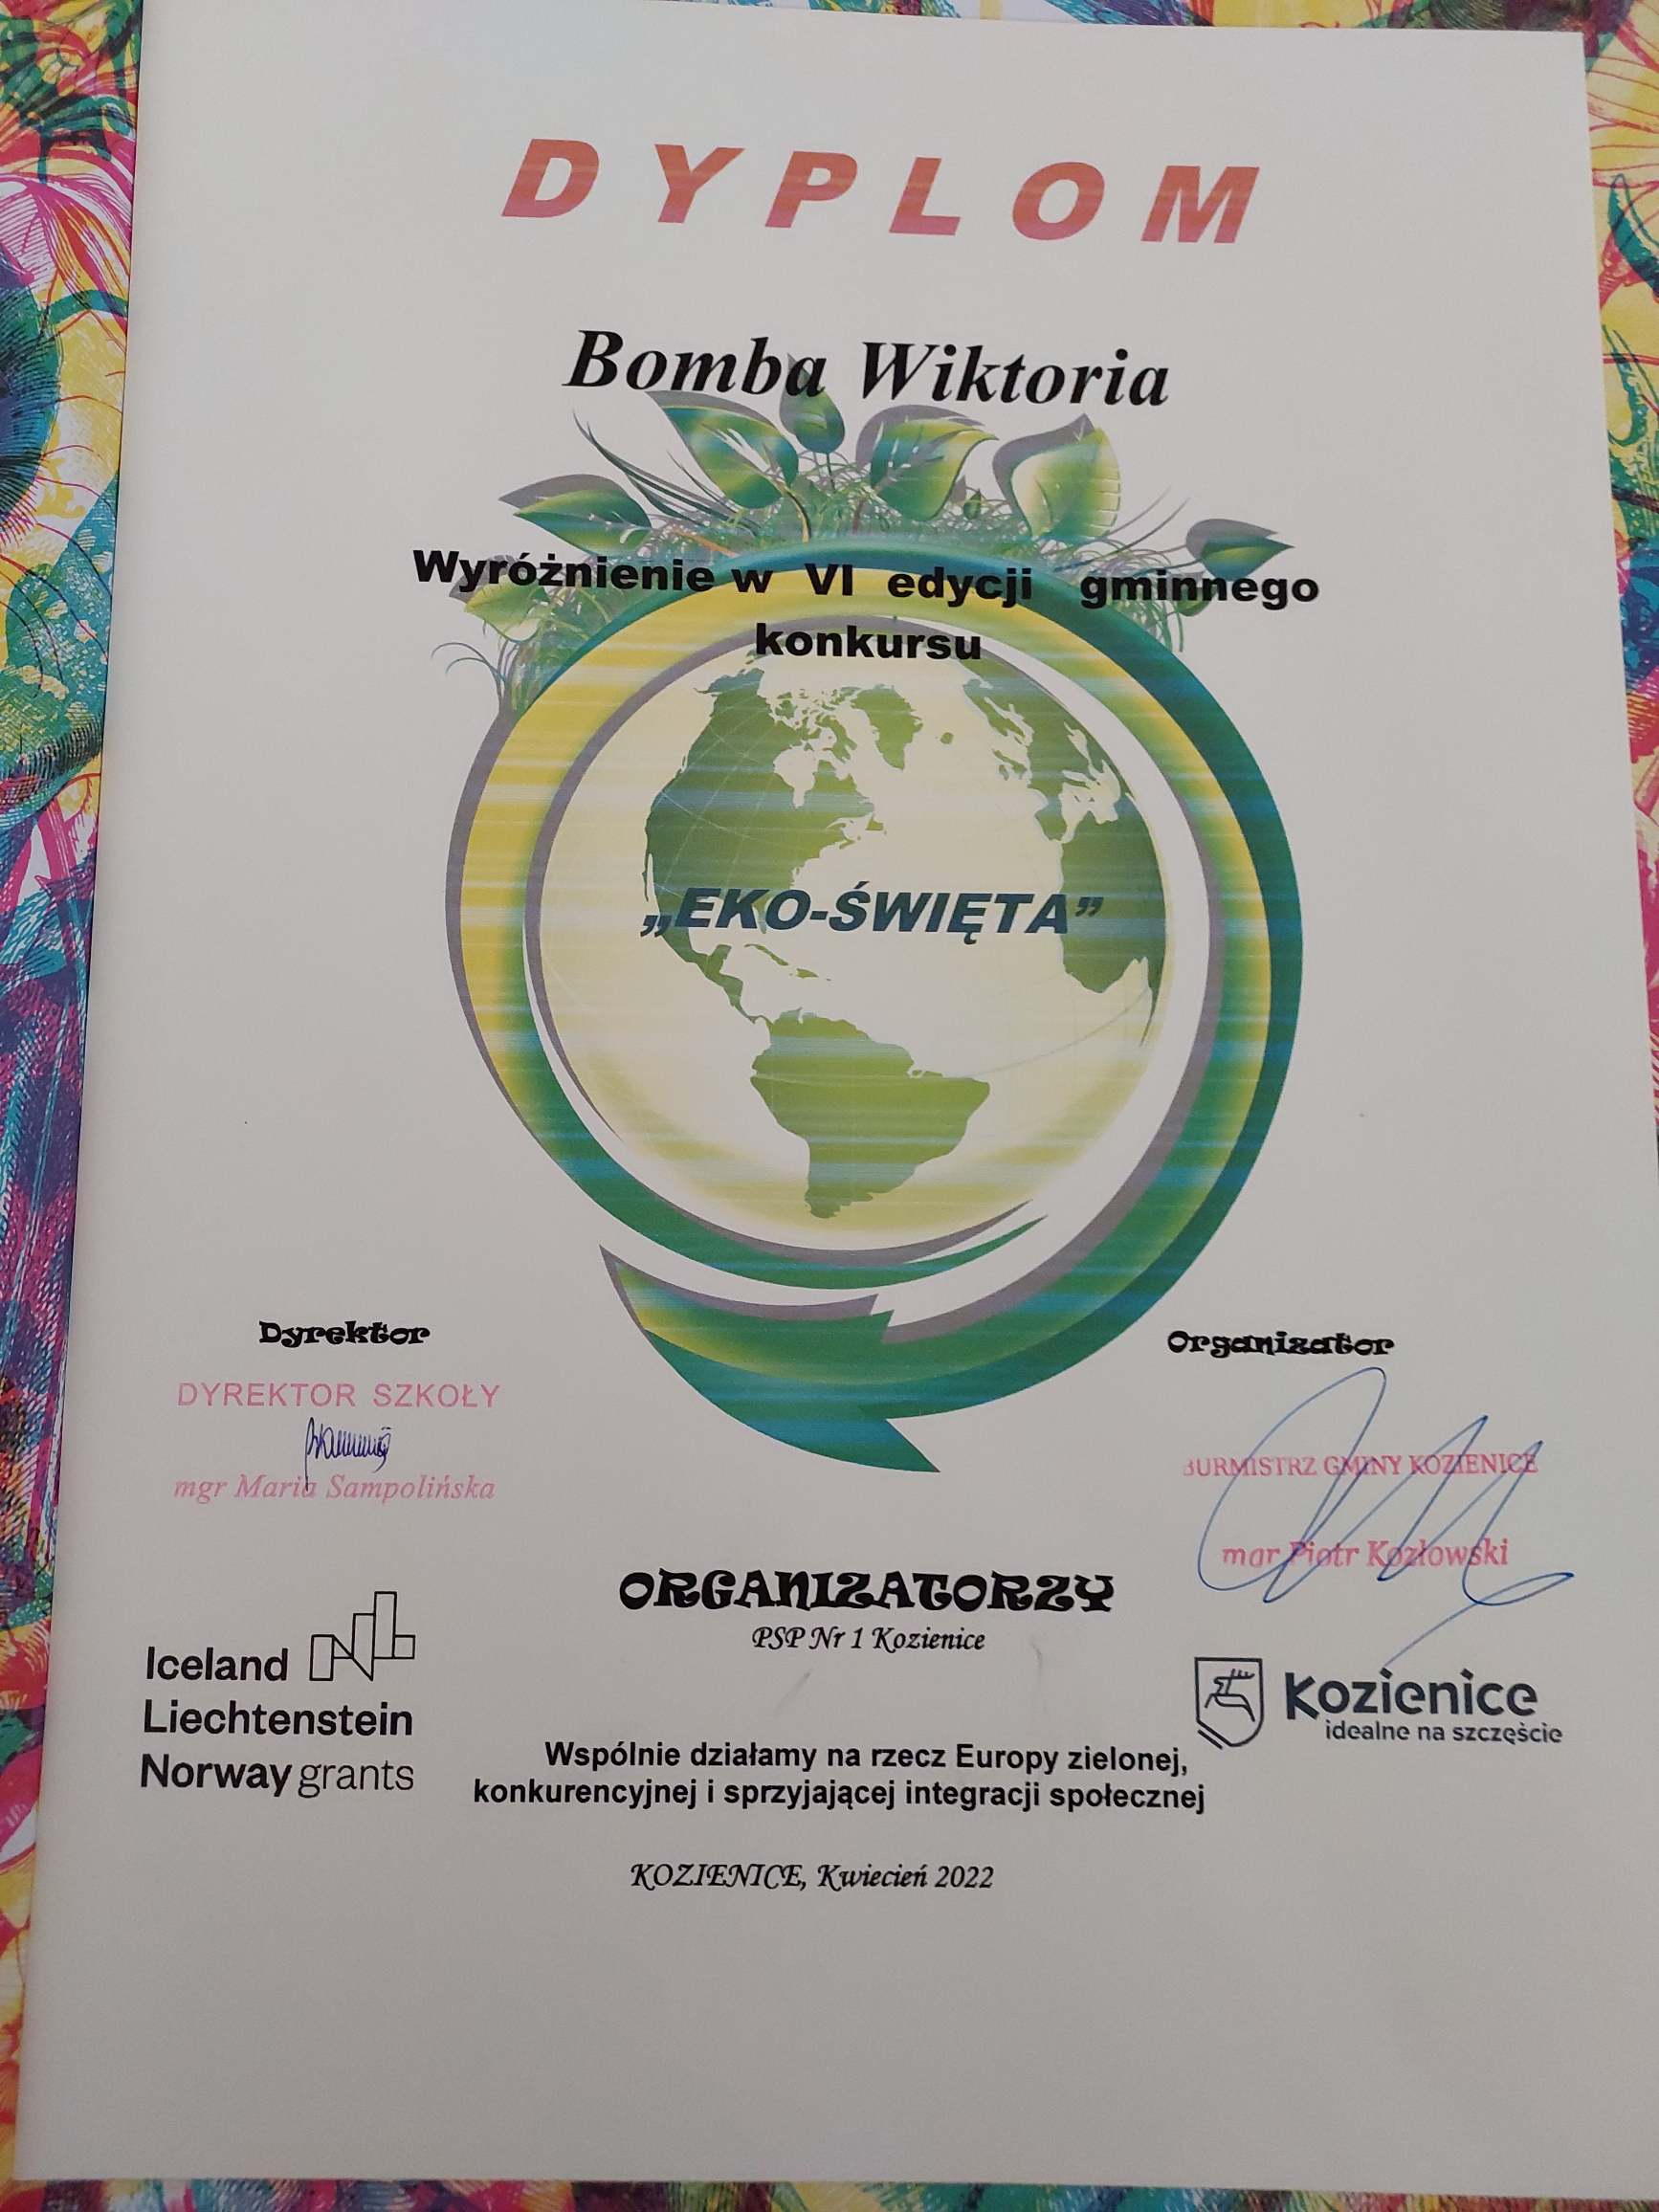 DYPLOM
Bomba Wiktoria
Wyróżnienie w VI edycji gminnego
konkursu
„EKO-ŚWIĘTA”
Dyrektor
DYREKTOR SZKOŁY
mgr Maria Sampolińska
Organizator
BURMISTRZ GMINY KOZIENICE
mgr Piotr Kozłowski
ORGANIZATORZY
PSP Nr 1 Kozienice
Iceland
Liechtenstein
Norway grants
Kozienice
idealne na szczęście
Wspólnie działamy na rzecz Europy zielonej,
konkurencyjnej i sprzyjającej integracji społecznej
KOZIENICE, Kwiecień 2022